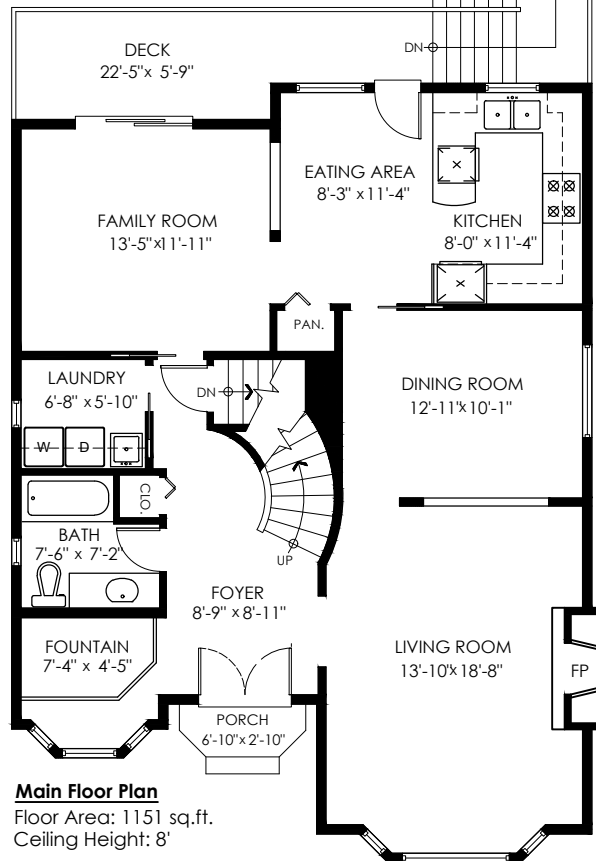 DECK
22'-5"x 5'-9"
DN
EATING AREA
8'-3" x 11'-4"
X
FAMILY ROOM
13'-5"x11'-11"
KITCHEN
8'-0" x 11'-4"
X
PAN.
LAUNDRY
6'-8" x 5'-10"
DN
DINING ROOM
12'-11"x 10'-1"
W
D
CLO.
BATH
7'-6" x 7'-2"
UP
FOYER
8'-9" x 8'-11"
FOUNTAIN
7'-4" x 4'-5"
LIVING ROOM
13'-10"x 18'-8"
FP
PORCH
6'-10"x 2'-10"
Main Floor Plan
Floor Area: 1151 sq.ft.
Ceiling Height: 8'